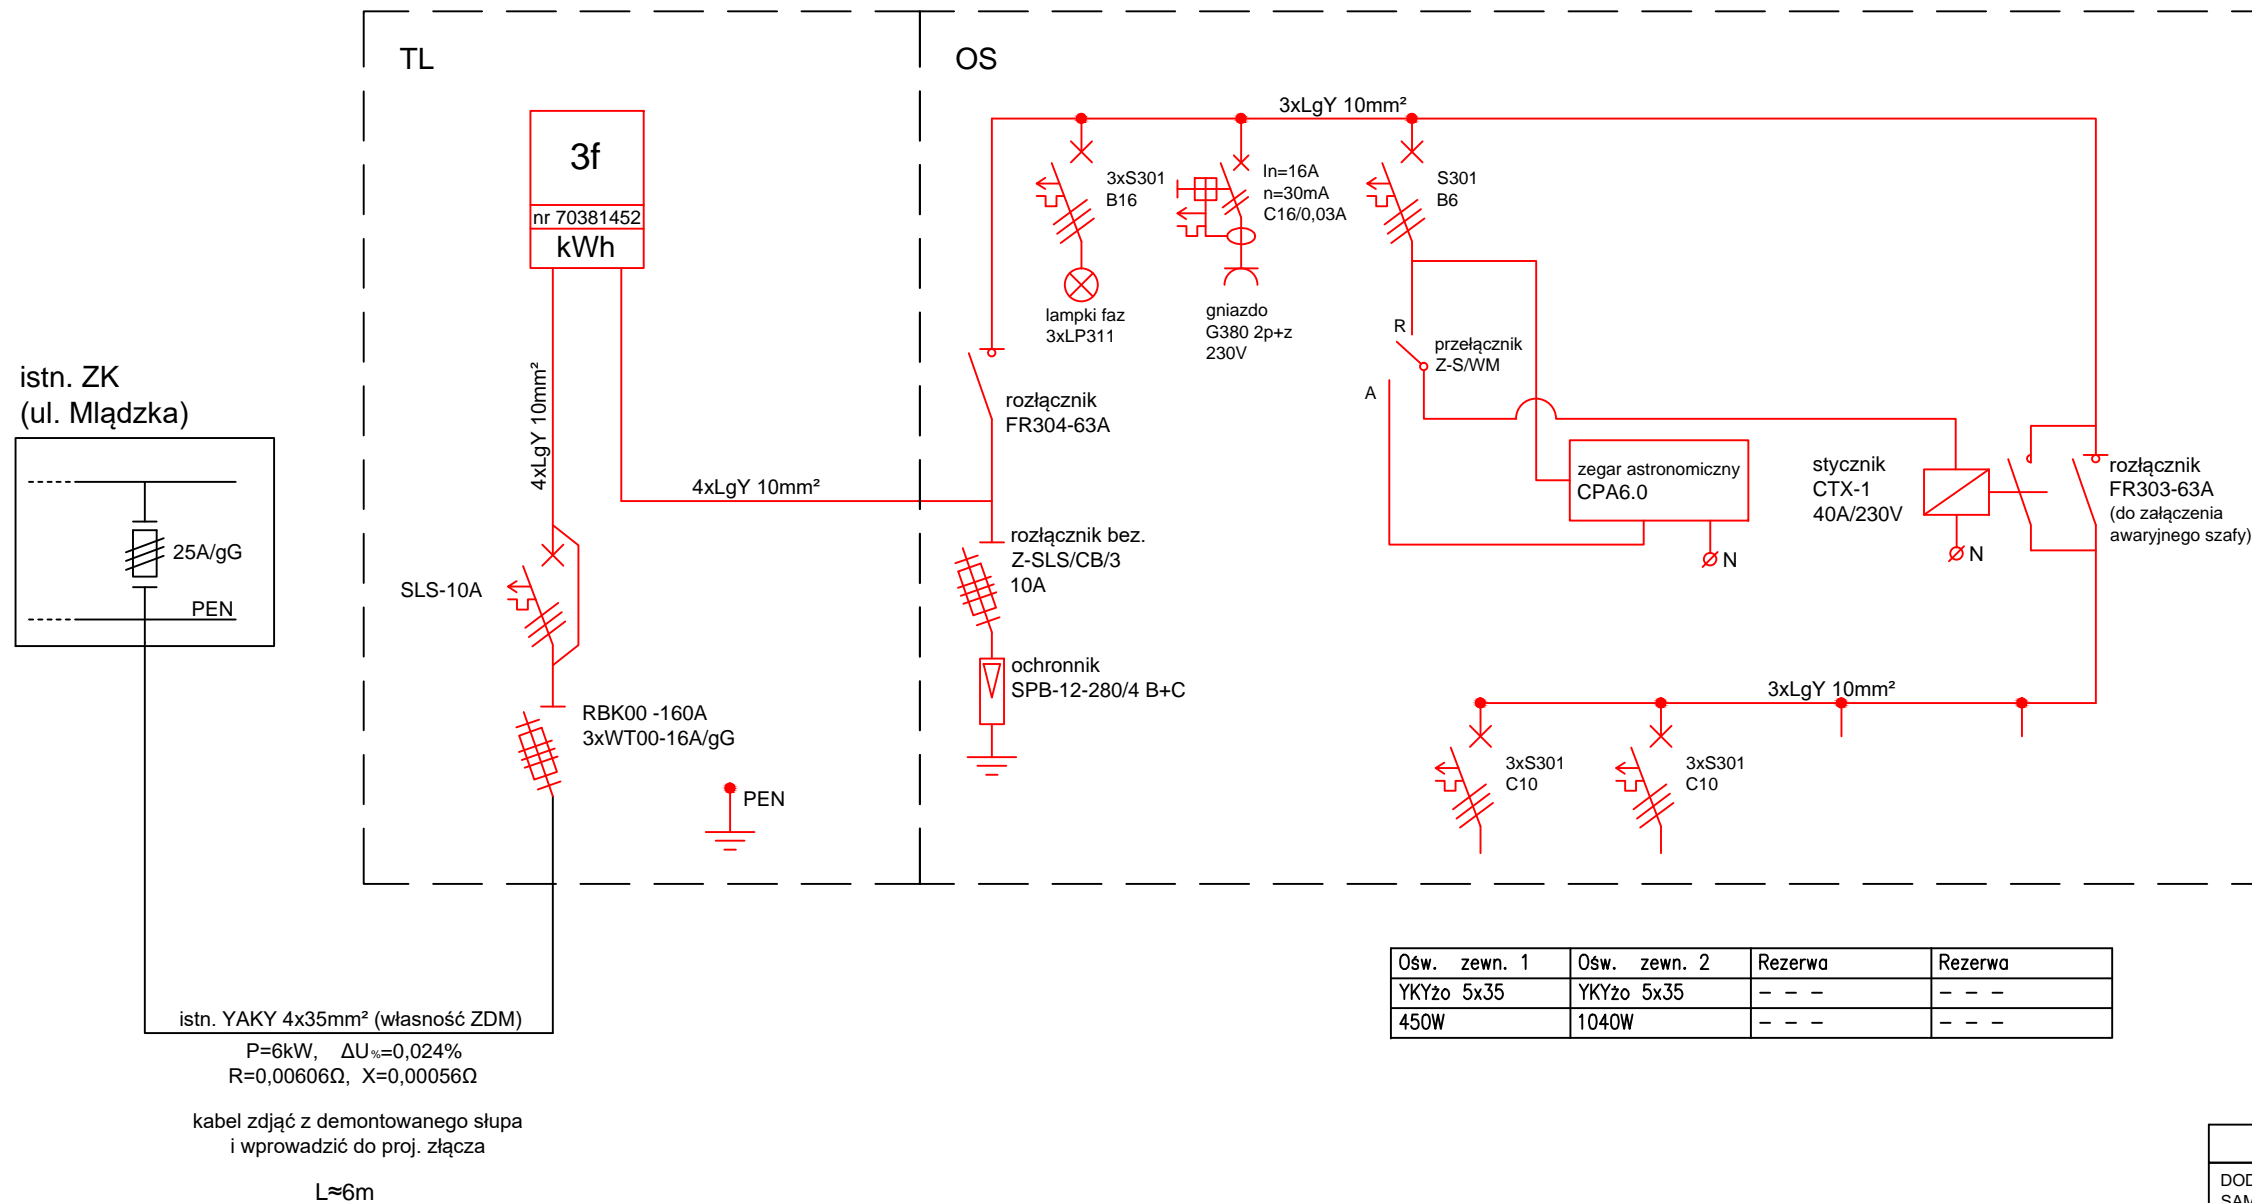 TL
OS
3f
nr 70381452
kWh
4xLgY 10mm²
istn. ZK
(ul. Mlądzka)
25A/gG
PEN
SLS-10A
4xLgY 10mm²
RBK00 -160A
3xWT00-16A/gG
PEN
3xLgY 10mm²
3xS301
B16
lampki faz
3xLP311
In=16A
n=30mA
C16/0,03A
gniazdo
G380 2p+z
230V
S301
B6
R
przełącznik
Z-S/WM
A
rozłącznik
FR304-63A
rozłącznik bez.
Z-SLS/CB/3
10A
ochronnik
SPB-12-280/4 B+C
zegar astronomiczny
CPA6.0
N
stycznik
CTX-1
40A/230V
N
rozłącznik
FR303-63A
(do załączenia
awaryjnego szafy)
3xLgY 10mm²
3xS301
C10
3xS301
C10
Ośw. zewn. 1 Ośw. zewn. 2 Rezerwa Rezerwa
YKYżo 5x35 YKYżo 5x35 - - - - - -
450W 1040W - - - - - -
istn. YAKY 4x35mm² (własność ZDM)
P=6kW, ΔU%=0,024%
R=0,00606Ω, X=0,00056Ω
kabel zdjąć z demontowanego słupa
i wprowadzić do proj. złącza
L≈6m